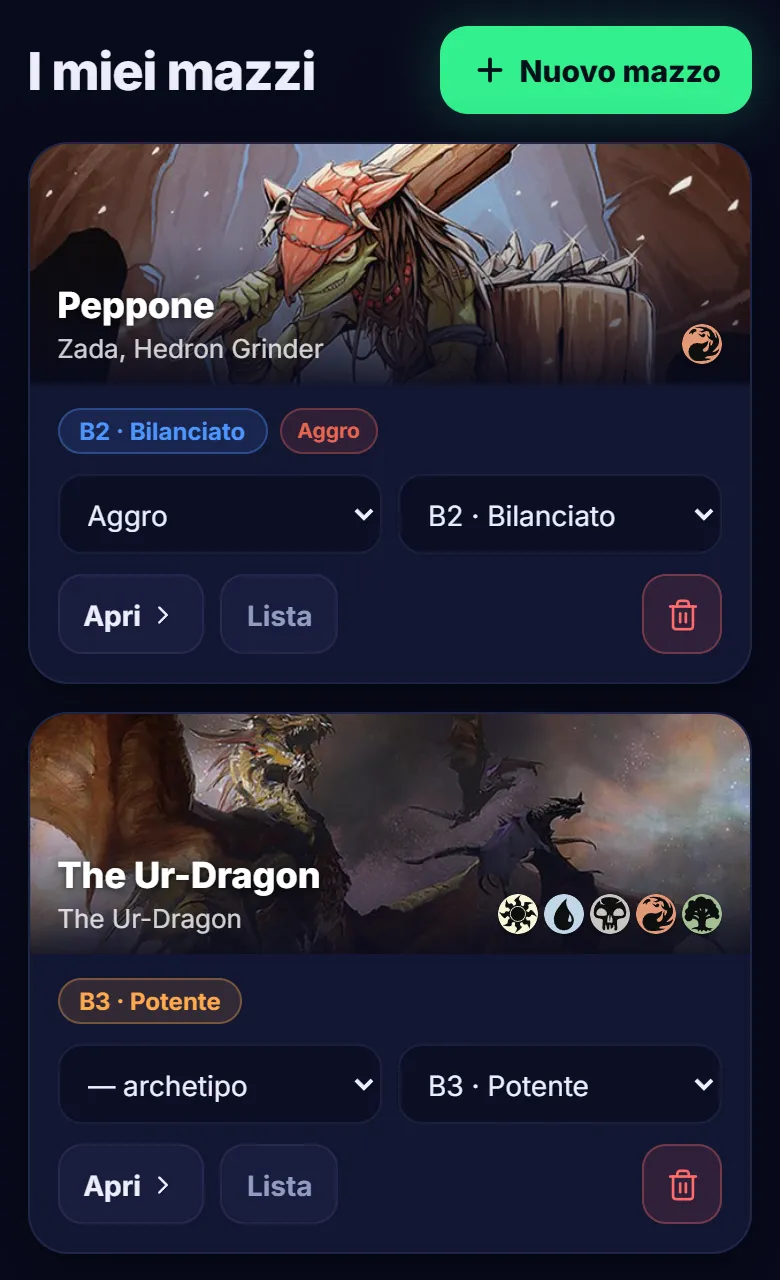 I miei mazzi
+ Nuovo mazzo
Peppone
Zada, Hedron Grinder
B2 · Bilanciato
Aggro
Aggro
B2 · Bilanciato
Apri
Lista
The Ur-Dragon
The Ur-Dragon
B3 · Potente
— archetipo
B3 · Potente
Apri
Lista